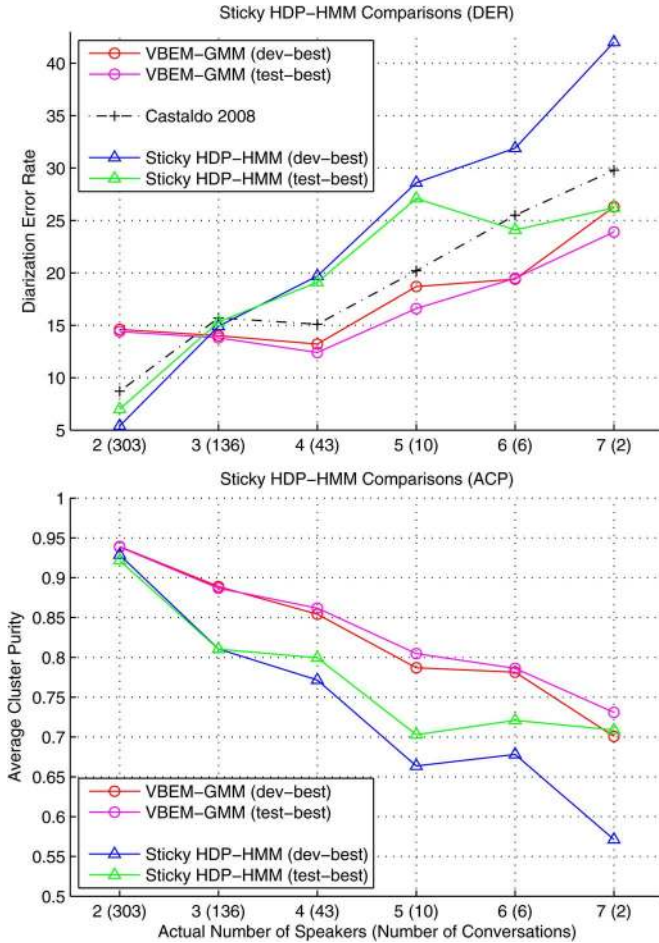 Sticky HDP−HMM Comparisons (DER)
VBEM−GMM (dev−best)
VBEM−GMM (test−best)
Castaldo 2008
Sticky HDP−HMM (dev−best)
Sticky HDP−HMM (test−best)
Diarization Error Rate
40
35
30
25
20
15
10
5
2 (303) 3 (136) 4 (43) 5 (10) 6 (6) 7 (2)
Sticky HDP−HMM Comparisons (ACP)
Average Cluster Purity
1
0.95
0.9
0.85
0.8
0.75
0.7
0.65
0.6
0.55
0.5
VBEM−GMM (dev−best)
VBEM−GMM (test−best)
Sticky HDP−HMM (dev−best)
Sticky HDP−HMM (test−best)
2 (303) 3 (136) 4 (43) 5 (10) 6 (6) 7 (2)
Actual Number of Speakers (Number of Conversations)